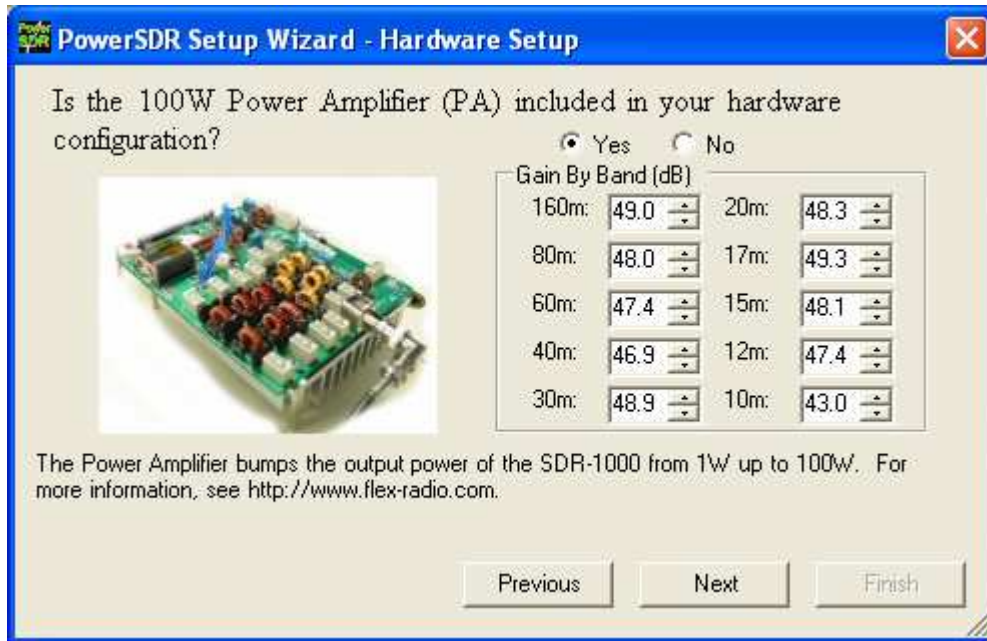 Power SDR
PowerSDR Setup Wizard - Hardware Setup
Is the 100W Power Amplifier (PA) included in your hardware
configuration?
Yes No
Gain By Band (dB)
160m: 49.0 20m: 48.3
80m: 48.0 17m: 49.3
60m: 47.4 15m: 48.1
40m: 46.9 12m: 47.4
30m: 48.9 10m: 43.0
The Power Amplifier bumps the output power of the SDR-1000 from 1W up to 100W. For
more information, see http://www.flex-radio.com.
Previous Next Finish